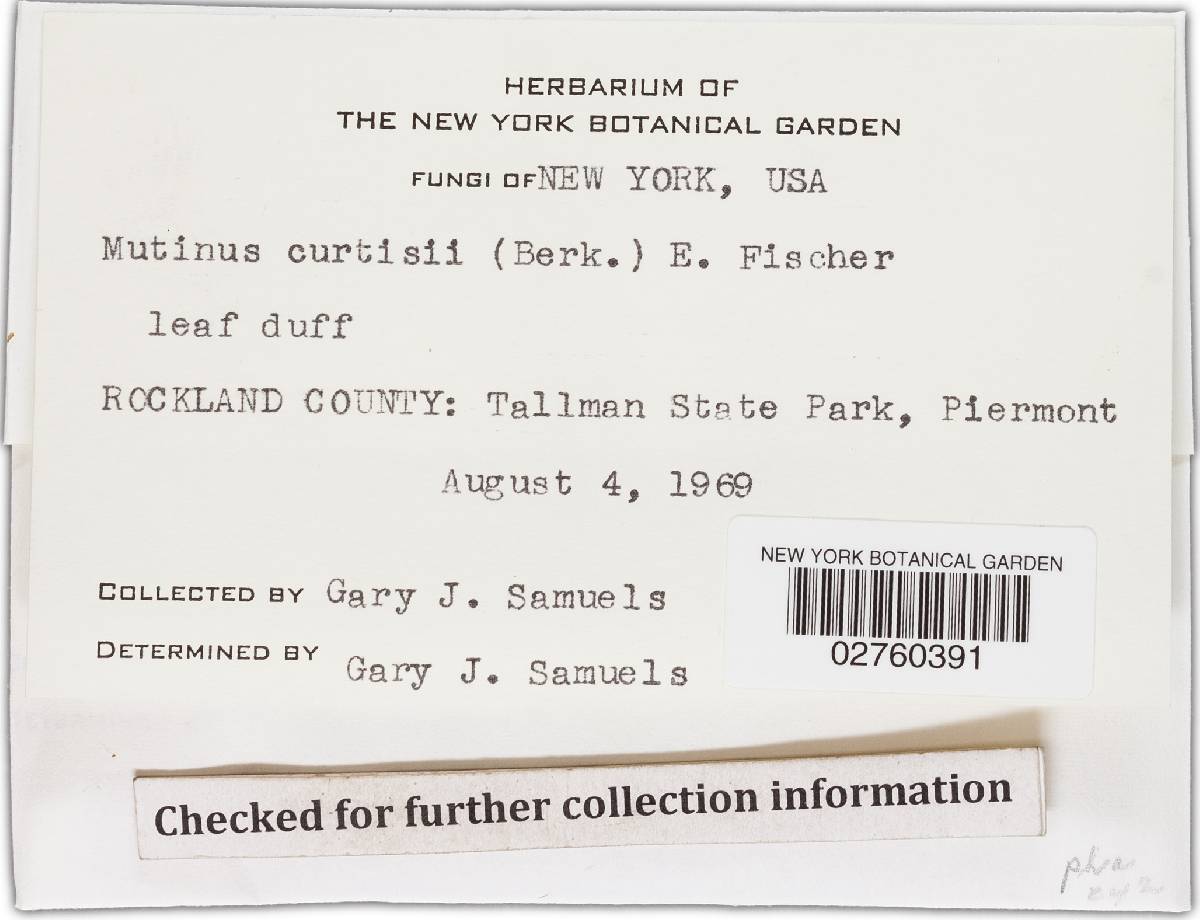 HERBARIUM OF
THE NEW YORK BOTANICAL GARDEN
FUNGI OF NEW YORK, USA
Mutinus curtisii (Berk.) E. Fischer
leaf duff
ROCKLAND COUNTY: Tallman State Park, Piermont
August 4, 1969
COLLECTED BY Gary J. Samuels
DETERMINED BY Gary J. Samuels
NEW YORK BOTANICAL GARDEN
02760391
Checked for further collection information